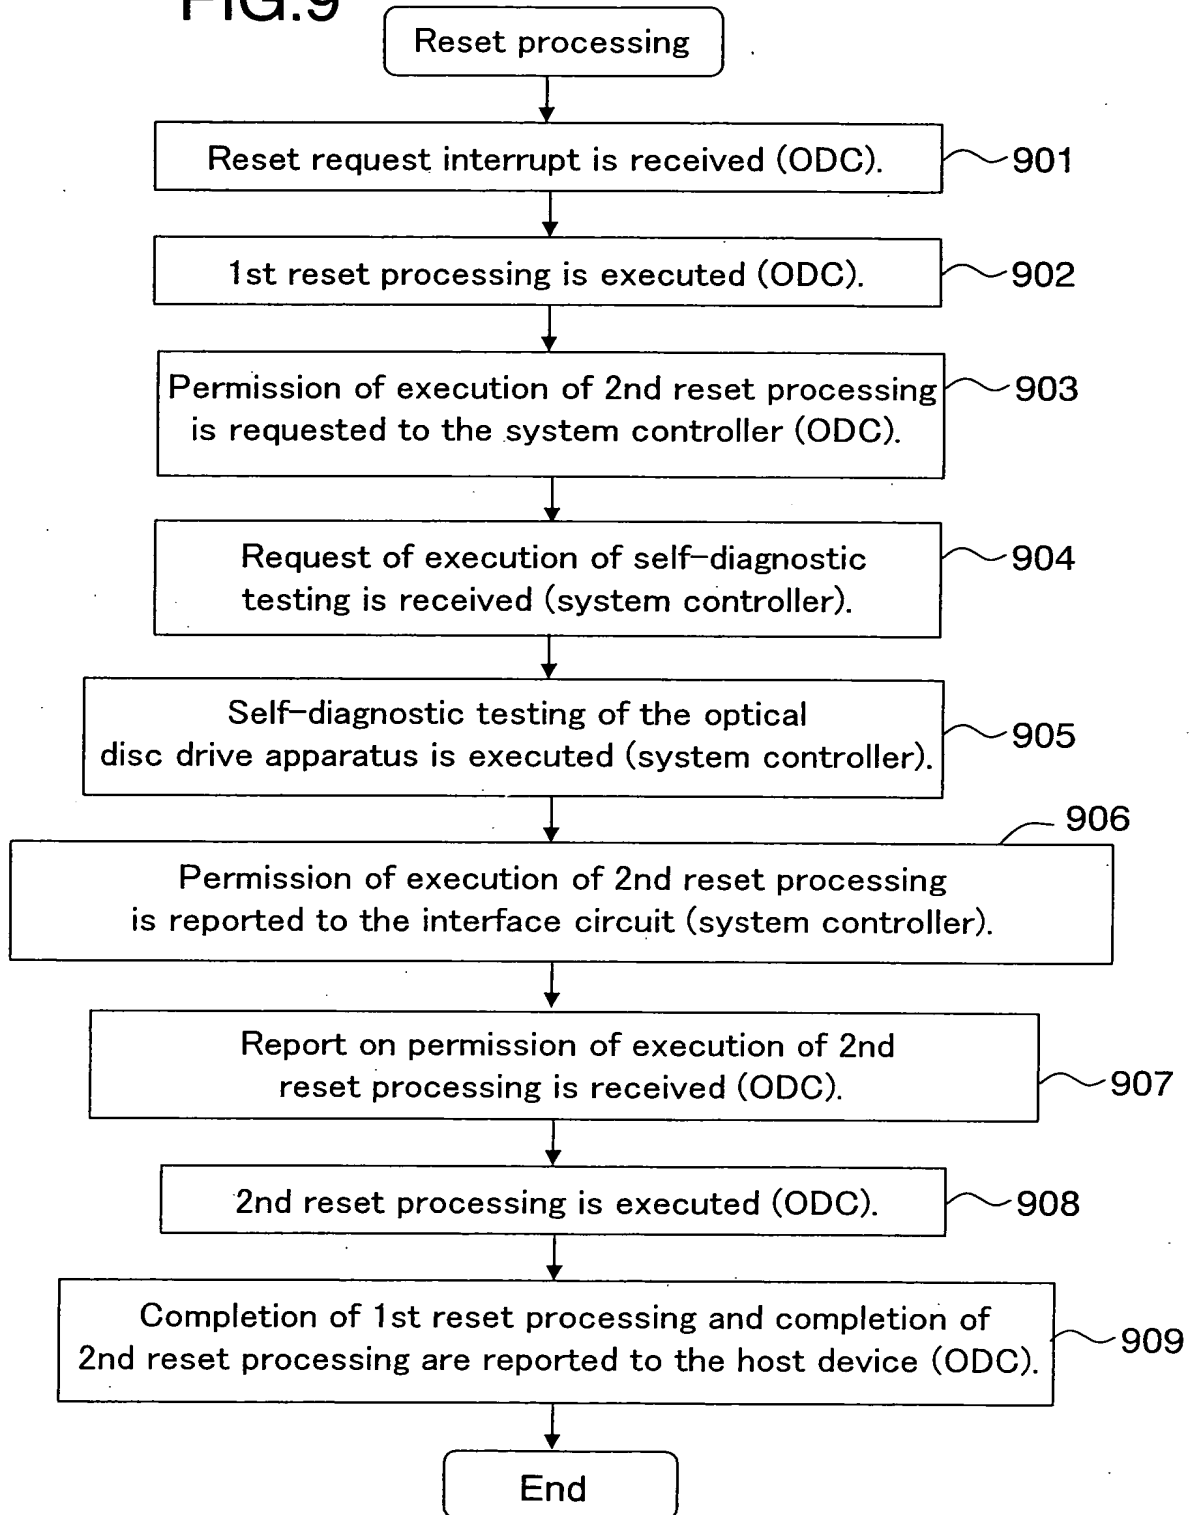 FIG.9
Reset processing
Reset request interrupt is received (ODC).
901
1st reset processing is executed (ODC).
902
Permission of execution of 2nd reset processing
is requested to the system controller (ODC).
903
Request of execution of self-diagnostic
testing is received (system controller).
904
Self-diagnostic testing of the optical
disc drive apparatus is executed (system controller).
905
906
Permission of execution of 2nd reset processing
is reported to the interface circuit (system controller).
Report on permission of execution of 2nd
reset processing is received (ODC).
907
2nd reset processing is executed (ODC).
908
Completion of 1st reset processing and completion of
2nd reset processing are reported to the host device (ODC).
909
End